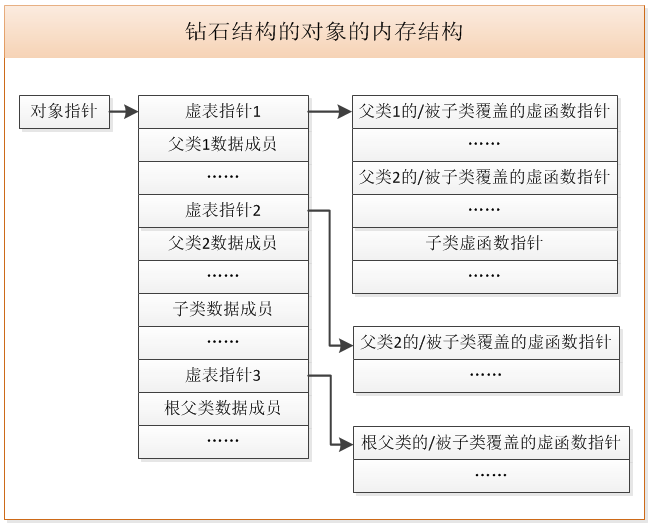 钻石结构的对象的内存结构
对象指针
虚表指针1
父类1数据成员
……
虚表指针2
父类2数据成员
……
子类数据成员
……
虚表指针3
根父类数据成员
……
父类1的/被子类覆盖的虚函数指针
……
父类2的/被子类覆盖的虚函数指针
……
子类虚函数指针
……
父类2的/被子类覆盖的虚函数指针
……
根父类的/被子类覆盖的虚函数指针
……